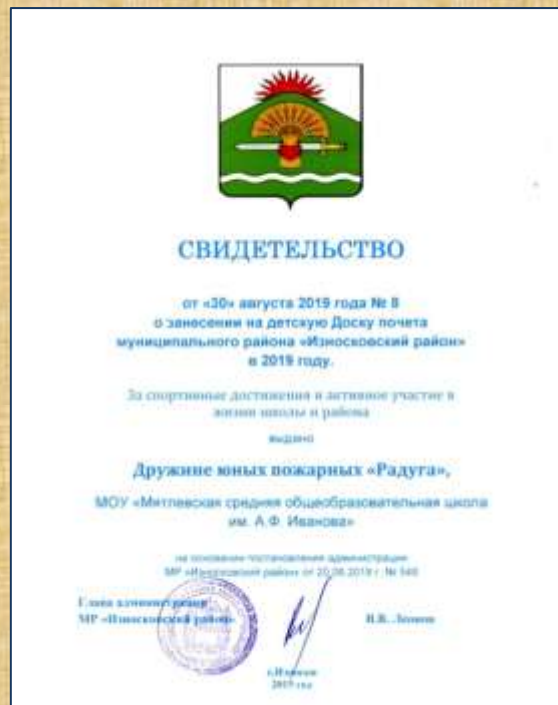 СВИДЕТЕЛЬСТВО
от «30» августа 2019 года № 8
о занесении на детскую Доску почета
муниципального района «Износковский район»
в 2019 году.
За спортивные достижения и активное участие в
жизни школы и района
выдано
Дружине юных пожарных «Радуга»,
МОУ «Мятлевская средняя общеобразовательная школа
им. А.Ф. Иванова»
на основании постановления администрации
МР «Износковский район» от 20.08.2019 г. №
Глава администрации
МР «Износковский район»
В.В.
2019 год